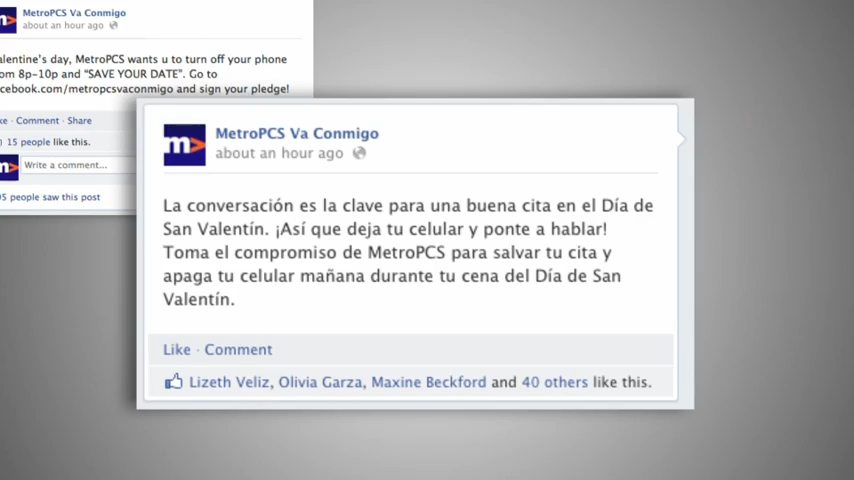 MetroPCS Va Conmigo
about an hour ago
alentine's day, MetroPCS wants u to turn off your phone
om 8p-10p and “SAVE YOUR DATE”. Go to
cebook.com/metropcsvaconmigo and sign your pledge!
ke · Comment · Share
15 people like this.
Write a comment...
5 people saw this post
m>
MetroPCS Va Conmigo
about an hour ago
La conversación es la clave para una buena cita en el Día de
San Valentín. ¡Así que deja tu celular y ponte a hablar!
Toma el compromiso de MetroPCS para salvar tu cita y
apaga tu celular mañana durante tu cena del Día de San
Valentín.
Like · Comment
Lizeth Veliz, Olivia Garza, Maxine Beckford and 40 others like this.